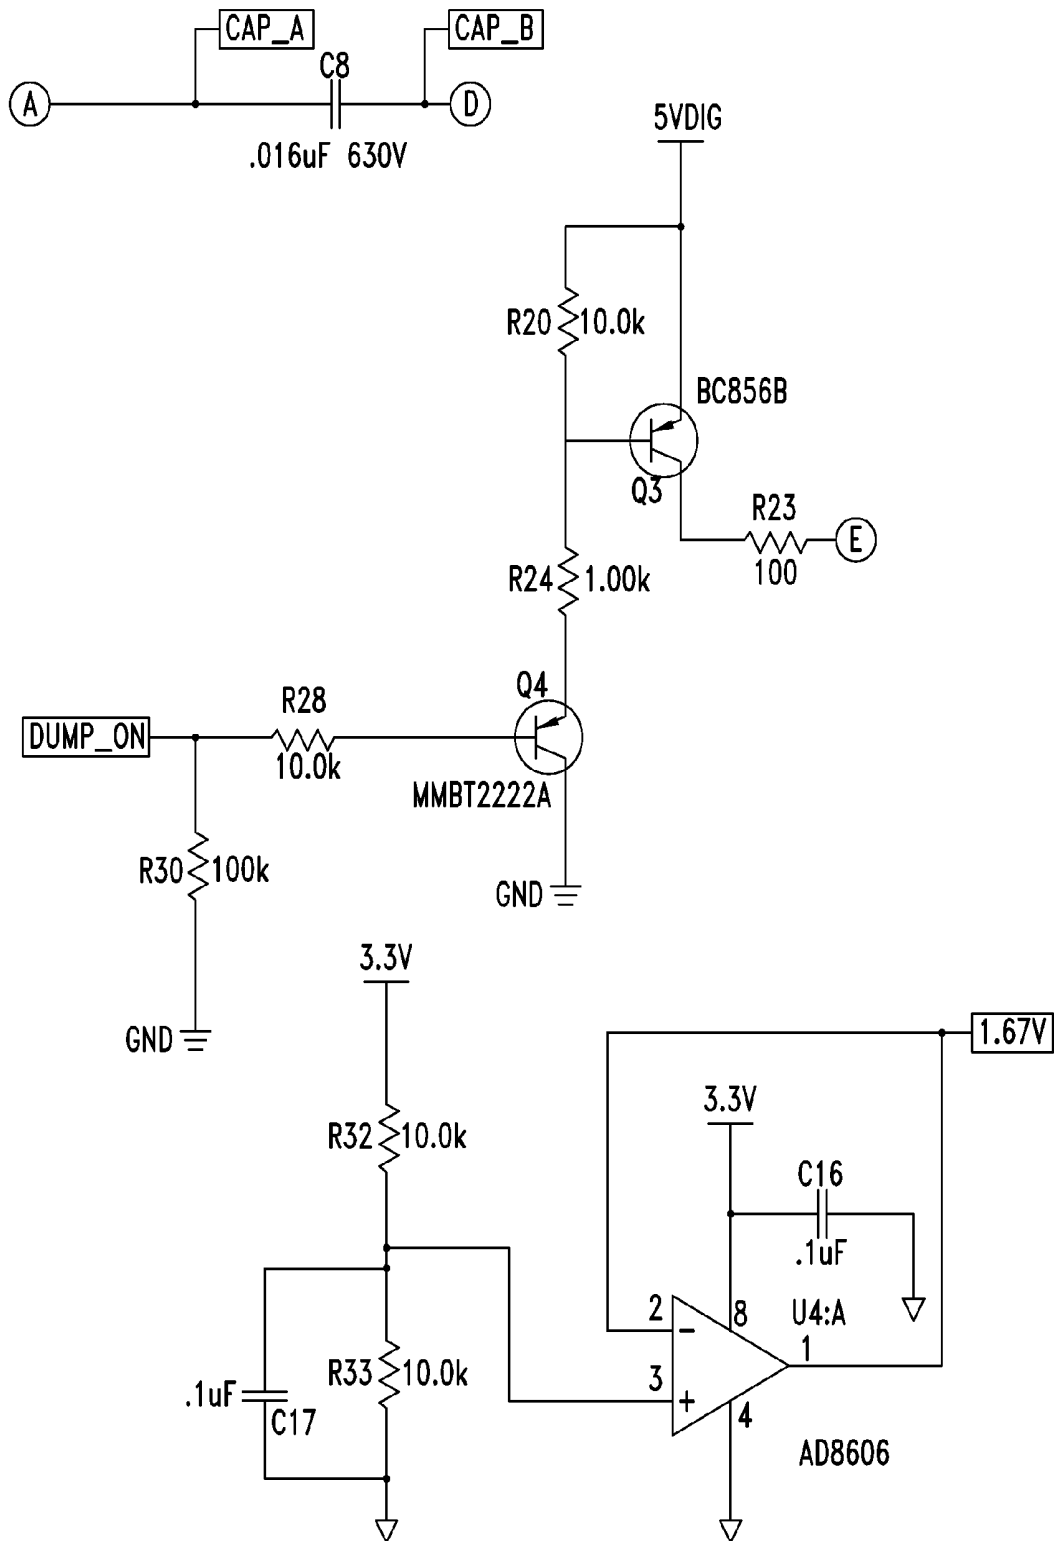 CAP_A
CAP_B
C8
A
D
.016uF 630V
5VDIG
R20
10.0k
BC856B
Q3
R23
E
100
R24
1.00k
Q4
R28
DUMP_ON
10.0k
MMBT2222A
R30
100k
GND
GND
3.3V
1.67V
3.3V
R32
10.0k
C16
.1uF
2
8
U4:A
-
1
R33
10.0k
3
+
.1uF
C17
4
AD8606